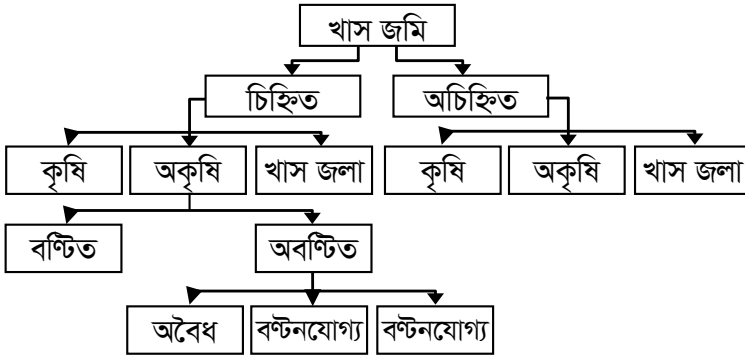 খাস জমি
চিহ্নিত অচিহ্নিত
কৃষি অকৃষি খাস জলা কৃষি অকৃষি খাস জলা
বণ্টিত অবণ্টিত
অবৈধ বণ্টনযোগ্য বণ্টনযোগ্য